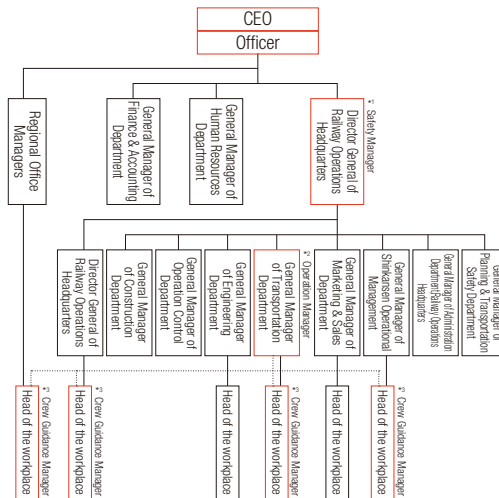 CEO
Officer
Regional Office
Managers
General Manager of
Finance & Accounting
Department
General Manager of
Human Resources
Department
*¹ Safety Manager
Director General of
Railway Operations
Headquarters
Director General of
Railway Operations
Headquarters
General Manager
of Construction
Department
General Manager of
Operation Control
Department
General Manager
of Engineering
Department
*² Operation Manager
General Manager
of Transportation
Department
General Manager of
Marketing & Sales
Department
General Manager of
Shinkansen Operational
Management
General Manager of Administration
Department, Railway Operations
Headquarters
General Manager of
Planning & Transportation
Safety Department
*³ Crew Guidance Manager
Head of the workplace
*³ Crew Guidance Manager
Head of the workplace
Head of the workplace
*³ Crew Guidance Manager
Head of the workplace
Head of the workplace
*³ Crew Guidance Manager
Head of the workplace